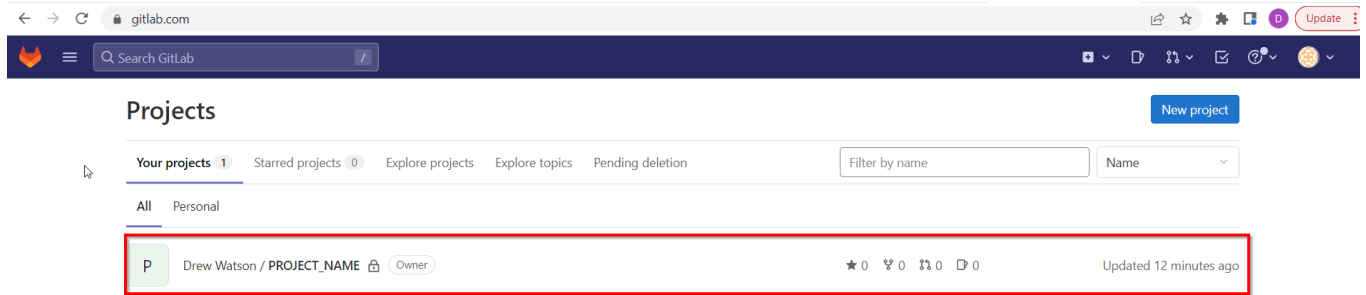 gitlab.com
D
Update
Search GitLab /
Projects
New project
Your projects 1 Starred projects 0 Explore projects Explore topics Pending deletion Filter by name Name
All Personal
P Drew Watson / PROJECT_NAME Owner 0 0 0 0 Updated 12 minutes ago